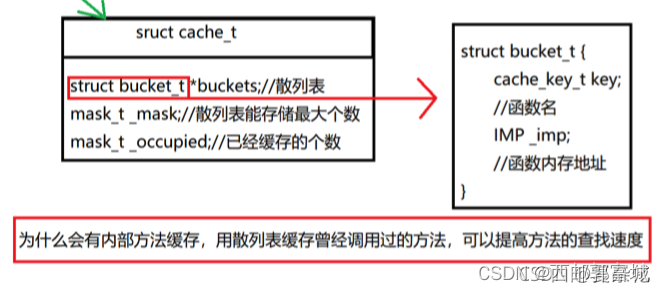 sruct cache_t
struct bucket_t *buckets;//散列表
mask_t _mask;//散列表能存储最大个数
mask_t _occupied;//已经缓存的个数
struct bucket_t {
cache_key_t key;
//函数名
IMP _imp;
//函数内存地址
}
为什么会有内部方法缓存，用散列表缓存曾经调用过的方法，可以提高方法的查找速度
CSDN @西邮郭富城